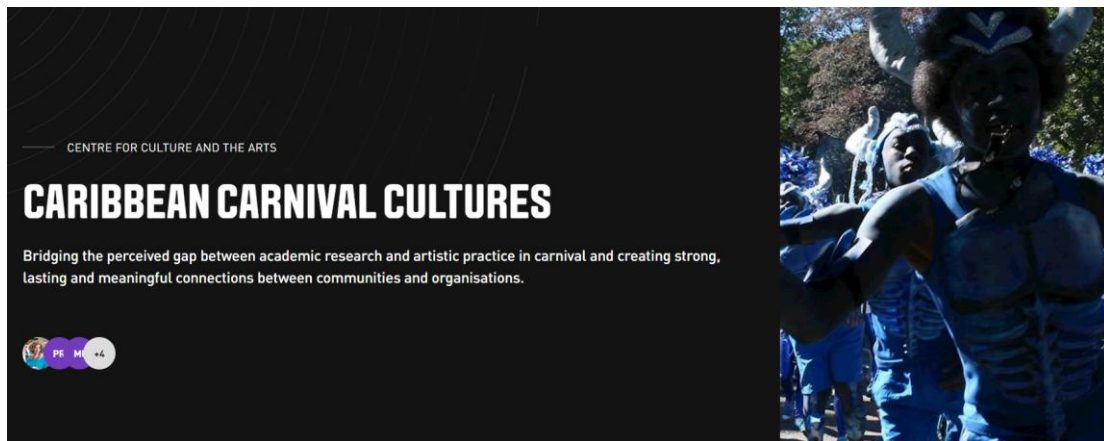 CENTRE FOR CULTURE AND THE ARTS
CARIBBEAN CARNIVAL CULTURES
Bridging the perceived gap between academic research and artistic practice in carnival and creating strong,
lasting and meaningful connections between communities and organisations.
+4